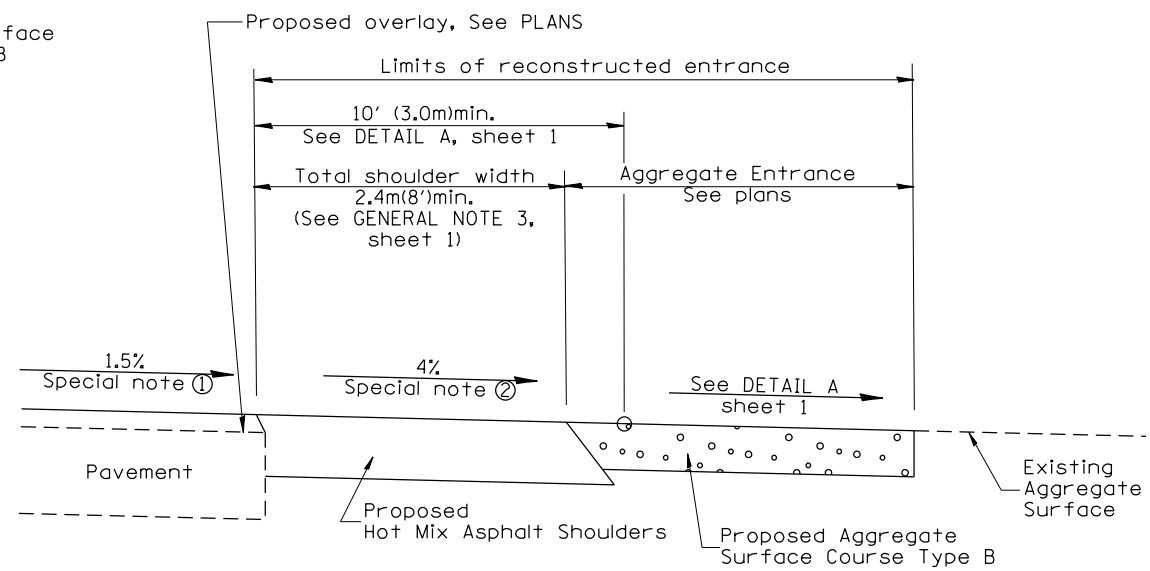 Proposed overlay, See PLANS
Limits of reconstructed entrance
10' (3.0m)min.
See DETAIL A, sheet 1
Total shoulder width
2.4m(8')min.
(See GENERAL NOTE 3,
sheet 1)
Aggregate Entrance
See plans
1.5%
Special note ①
4%
Special note ②
See DETAIL A
sheet 1
Pavement
Proposed
Hot Mix Asphalt Shoulders
Proposed Aggregate
Surface Course Type B
Existing
Aggregate
Surface